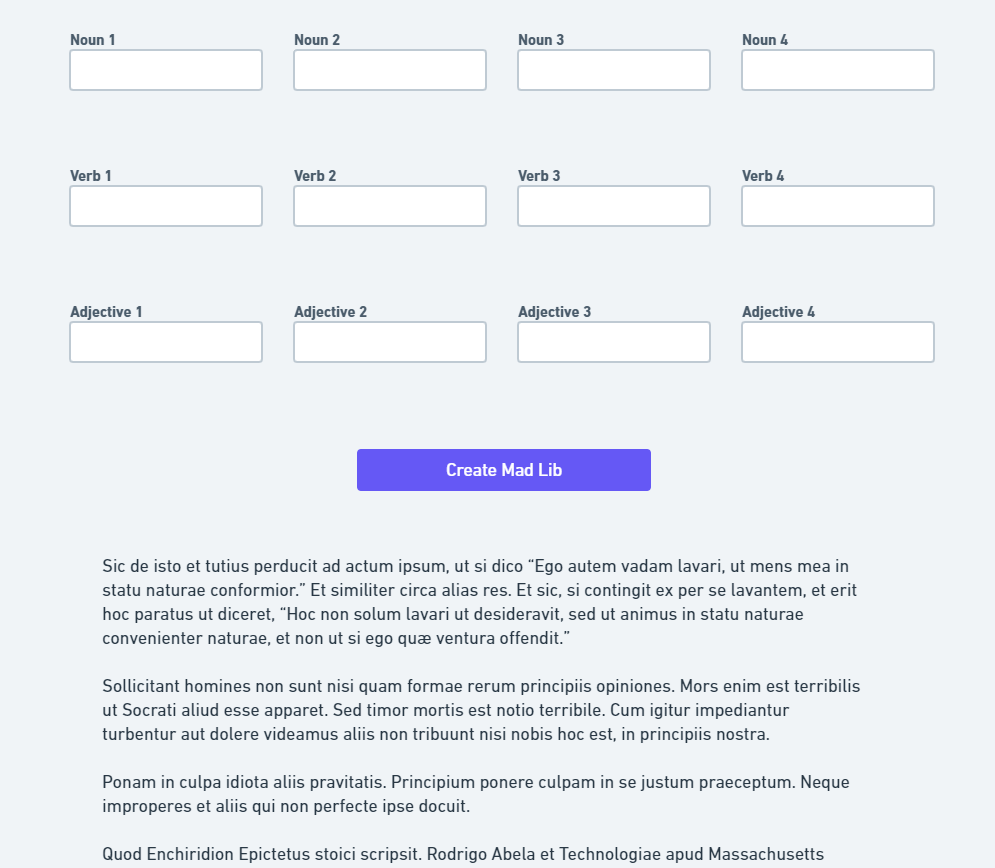 Noun 1 Noun 2 Noun 3 Noun 4
Verb 1 Verb 2 Verb 3 Verb 4
Adjective 1 Adjective 2 Adjective 3 Adjective 4
Create Mad Lib
Sic de isto et tutius perducit ad actum ipsum, ut si dico “Ego autem vadam lavari, ut mens mea in
statu naturae conformior.” Et similiter circa alias res. Et sic, si contingit ex per se lavantem, et erit
hoc paratus ut diceret, “Hoc non solum lavari ut desideravit, sed ut animus in statu naturae
convenienter naturae, et non ut si ego quæ ventura offendit.”
Sollicitant homines non sunt nisi quam formae rerum principiis opiniones. Mors enim est terribilis
ut Socrati aliud esse apparet. Sed timor mortis est notio terribile. Cum igitur impediantur
turbentur aut dolere videamus aliis non tribuunt nisi nobis hoc est, in principiis nostra.
Ponam in culpa idiota aliis pravitatis. Principium ponere culpam in se justum praeceptum. Neque
improperes et aliis qui non perfecte ipse docuit.
Quod Enchiridion Epictetus stoici scripsit. Rodrigo Abela et Technologiae apud Massachusetts